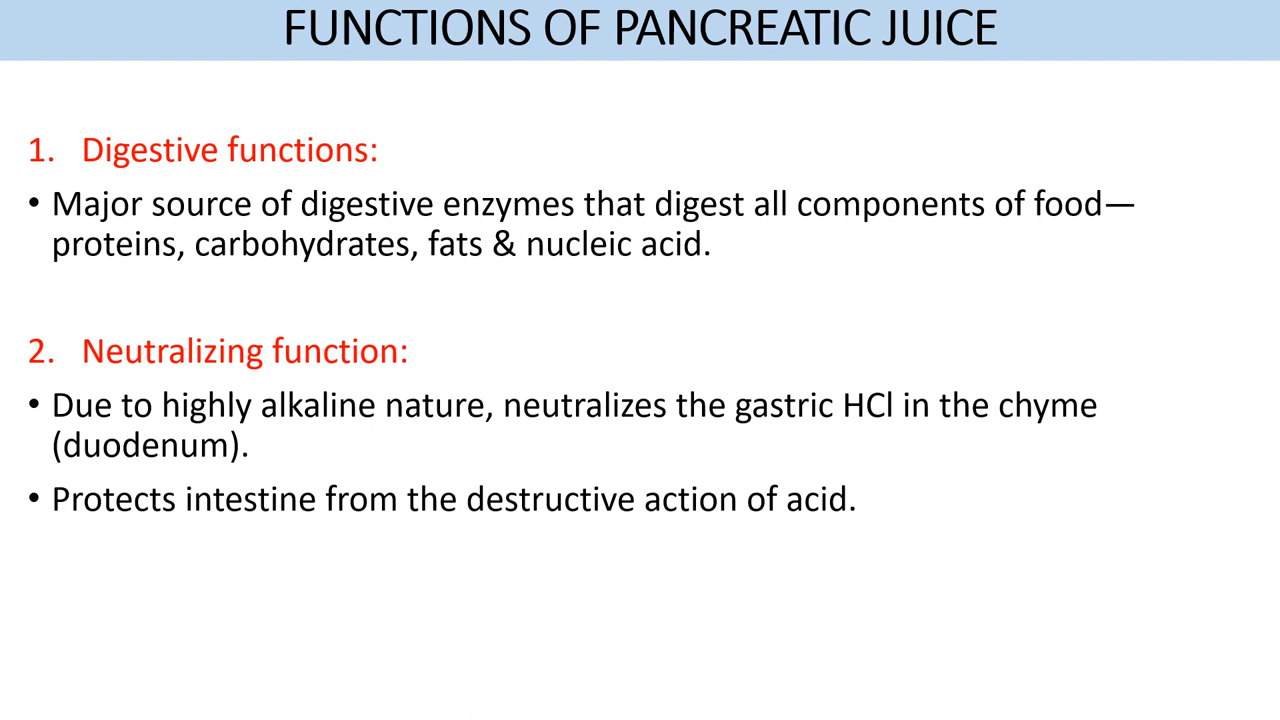 FUNCTIONS OF PANCREATIC JUICE
1. Digestive functions:
• Major source of digestive enzymes that digest all components of food—
proteins, carbohydrates, fats & nucleic acid.
2. Neutralizing function:
• Due to highly alkaline nature, neutralizes the gastric HCl in the chyme
(duodenum).
• Protects intestine from the destructive action of acid.